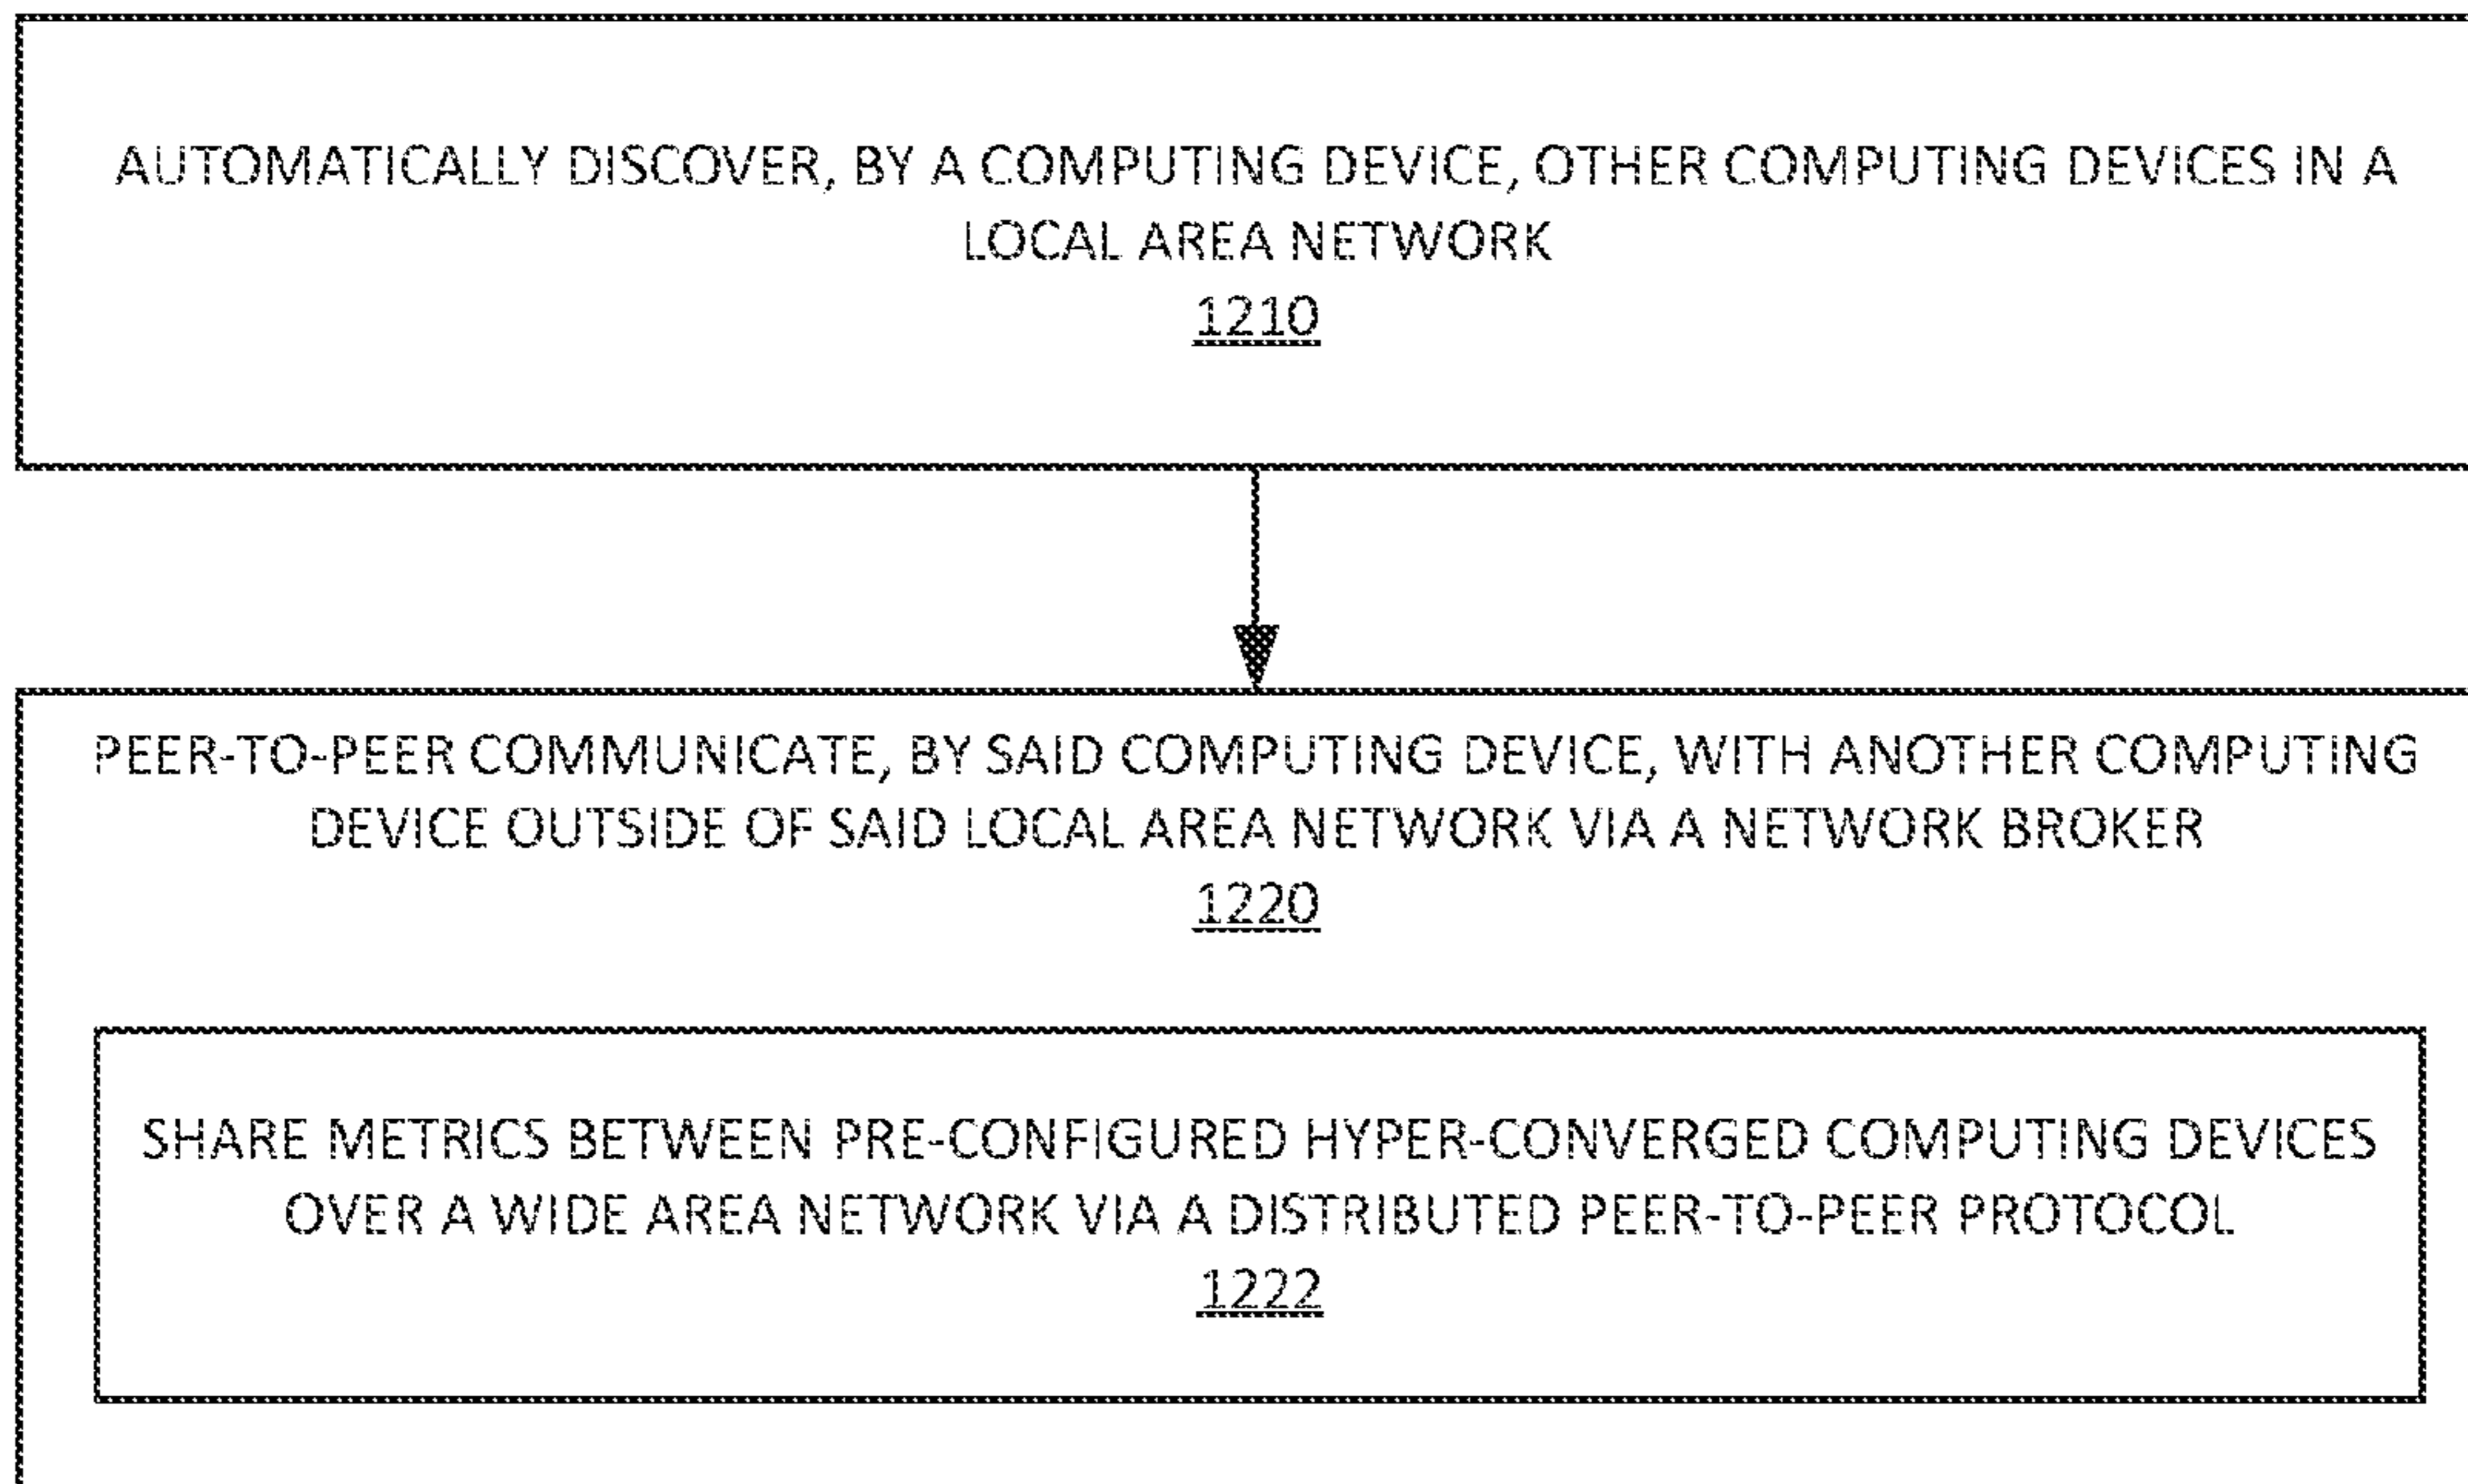 AUTOMATICALLY DISCOVER, BY A COMPUTING DEVICE, OTHER COMPUTING DEVICES IN A
LOCAL AREA NETWORK
1210
PEER-TO-PEER COMMUNICATE, BY SAID COMPUTING DEVICE, WITH ANOTHER COMPUTING
DEVICE OUTSIDE OF SAID LOCAL AREA NETWORK VIA A NETWORK BROKER
1220
SHARE METRICS BETWEEN PRE-CONFIGURED HYPER-CONVERGED COMPUTING DEVICES
OVER A WIDE AREA NETWORK VIA A DISTRIBUTED PEER-TO-PEER PROTOCOL
1222